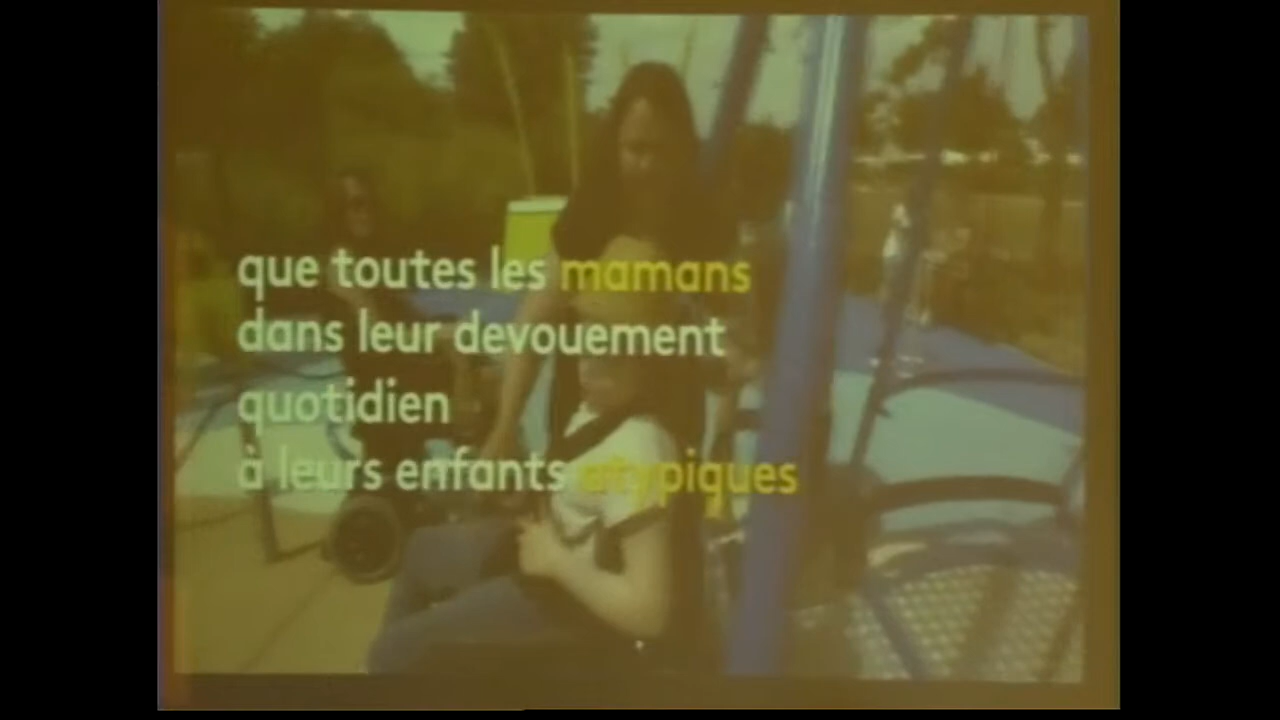 que toutes les mamans
dans leur devouement
quotidien
à leurs enfants atypiques